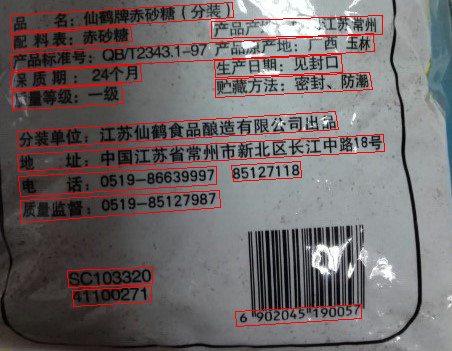 品 名：仙鹤牌赤砂糖（分装）
配料表：赤砂糖
产品标准号：QB/T2343.1-97
保质期：24个月
质量等级：一级
江苏常州
产品原产地：广西 玉林
生产日期：见封口
贮藏方法：密封、防潮
分装单位：江苏仙鹤食品酿造有限公司出品
地 址：中国江苏省常州市新北区长江中路18号
电 话：0519-86639997 85127118
质量监督：0519-85127987
SC103320
41100271
6 902045 190057